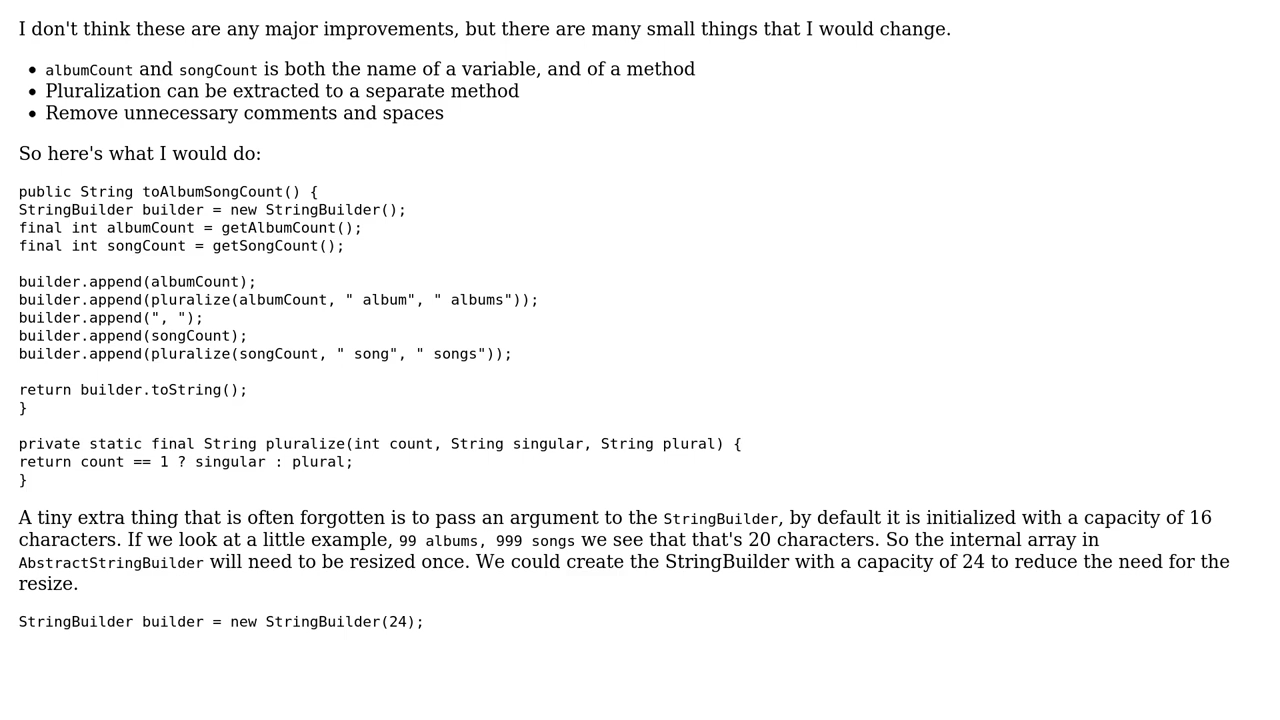 I don't think these are any major improvements, but there are many small things that I would change.
• albumCount and songCount is both the name of a variable, and of a method
• Pluralization can be extracted to a separate method
• Remove unnecessary comments and spaces
So here's what I would do:
public String toAlbumSongCount() {
StringBuilder builder = new StringBuilder();
final int albumCount = getAlbumCount();
final int songCount = getSongCount();
builder.append(albumCount);
builder.append(pluralize(albumCount, " album", " albums"));
builder.append(", ");
builder.append(songCount);
builder.append(pluralize(songCount, " song", " songs"));
return builder.toString();
}
private static final String pluralize(int count, String singular, String plural) {
return count == 1 ? singular : plural;
}
A tiny extra thing that is often forgotten is to pass an argument to the StringBuilder, by default it is initialized with a capacity of 16
characters. If we look at a little example, 99 albums, 999 songs we see that that's 20 characters. So the internal array in
AbstractStringBuilder will need to be resized once. We could create the StringBuilder with a capacity of 24 to reduce the need for the
resize.
StringBuilder builder = new StringBuilder(24);